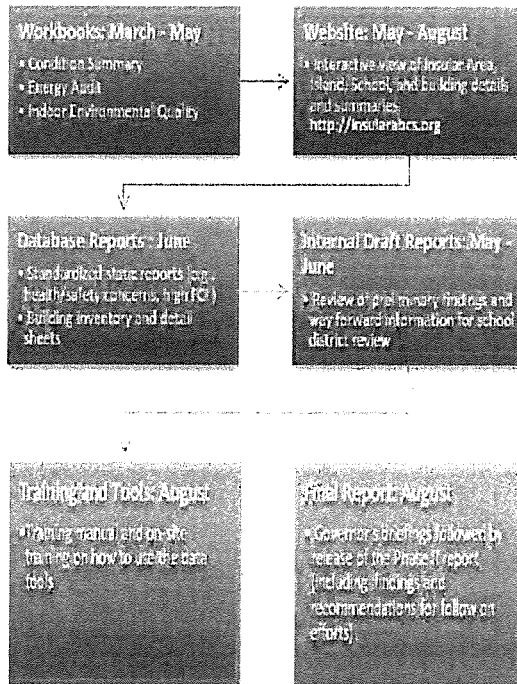 Workbooks: March - May
• Condition Summary
• Energy Audit
• Indoor Environmental Quality
Website: May - August
• Interactive view of Insular Area,
Island, School, and building details
and summaries
http://insularabcs.org
Database Reports : June
• Standardized static reports (e.g.,
health/safety concerns, high FCI)
• Building inventory and detail
sheets
Internal Draft Reports: May -
June
• Review of preliminary findings and
way forward information for school
district review
Training and Tools: August
• Training manual and on-site
training on how to use the data
tools
Final Report: August
• Governor's briefings followed by
release of the Phase II report
(including findings and
recommendations for follow on
efforts).